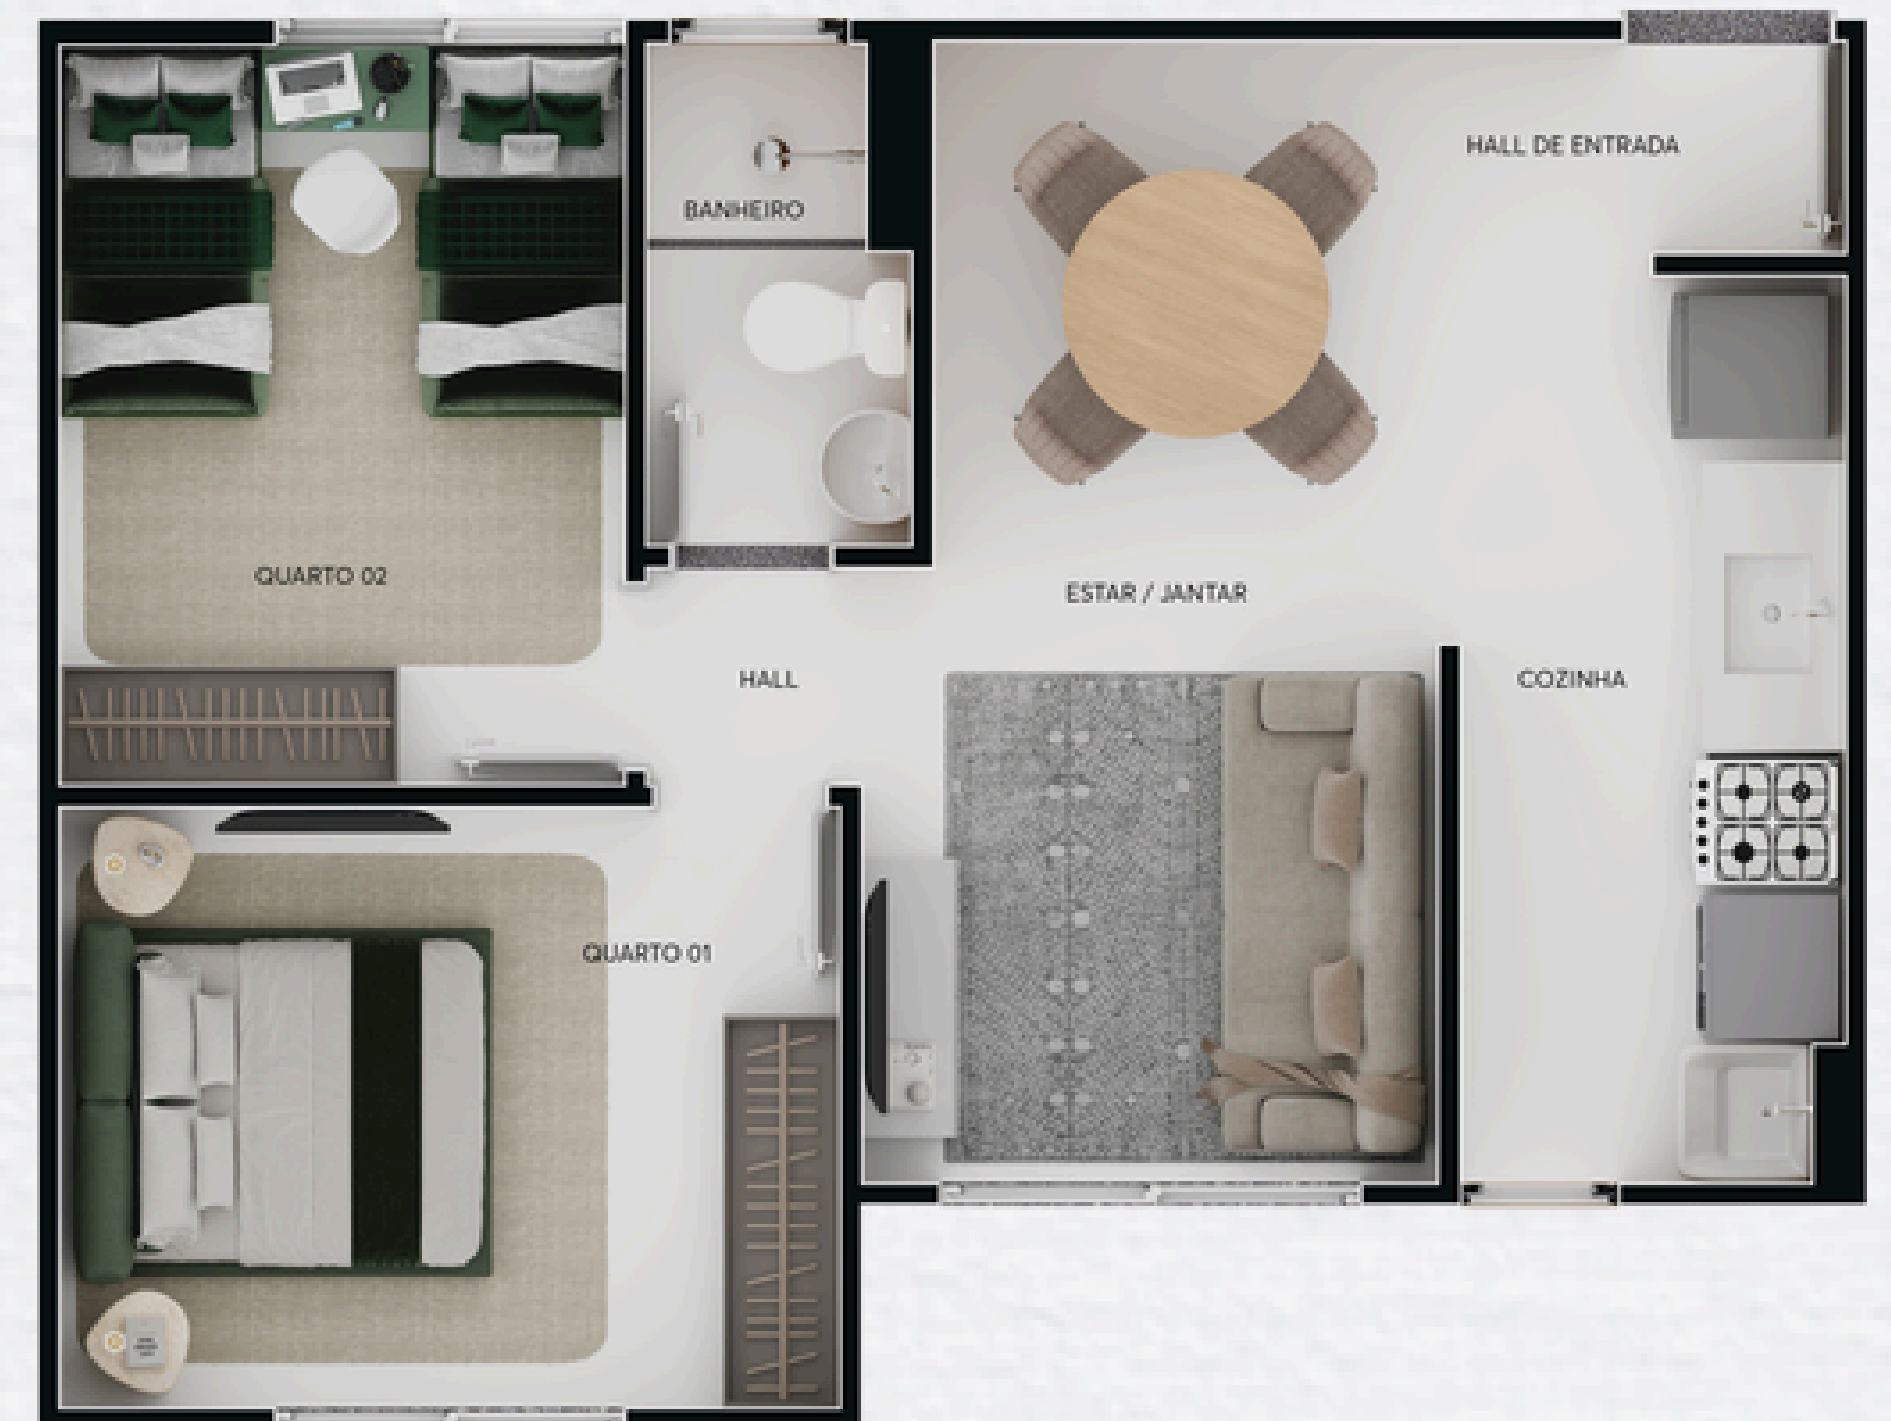 HALL DE ENTRADA
BANHEIRO
QUARTO 02
ESTAR / JANTAR
HALL
COZINHA
QUARTO 01